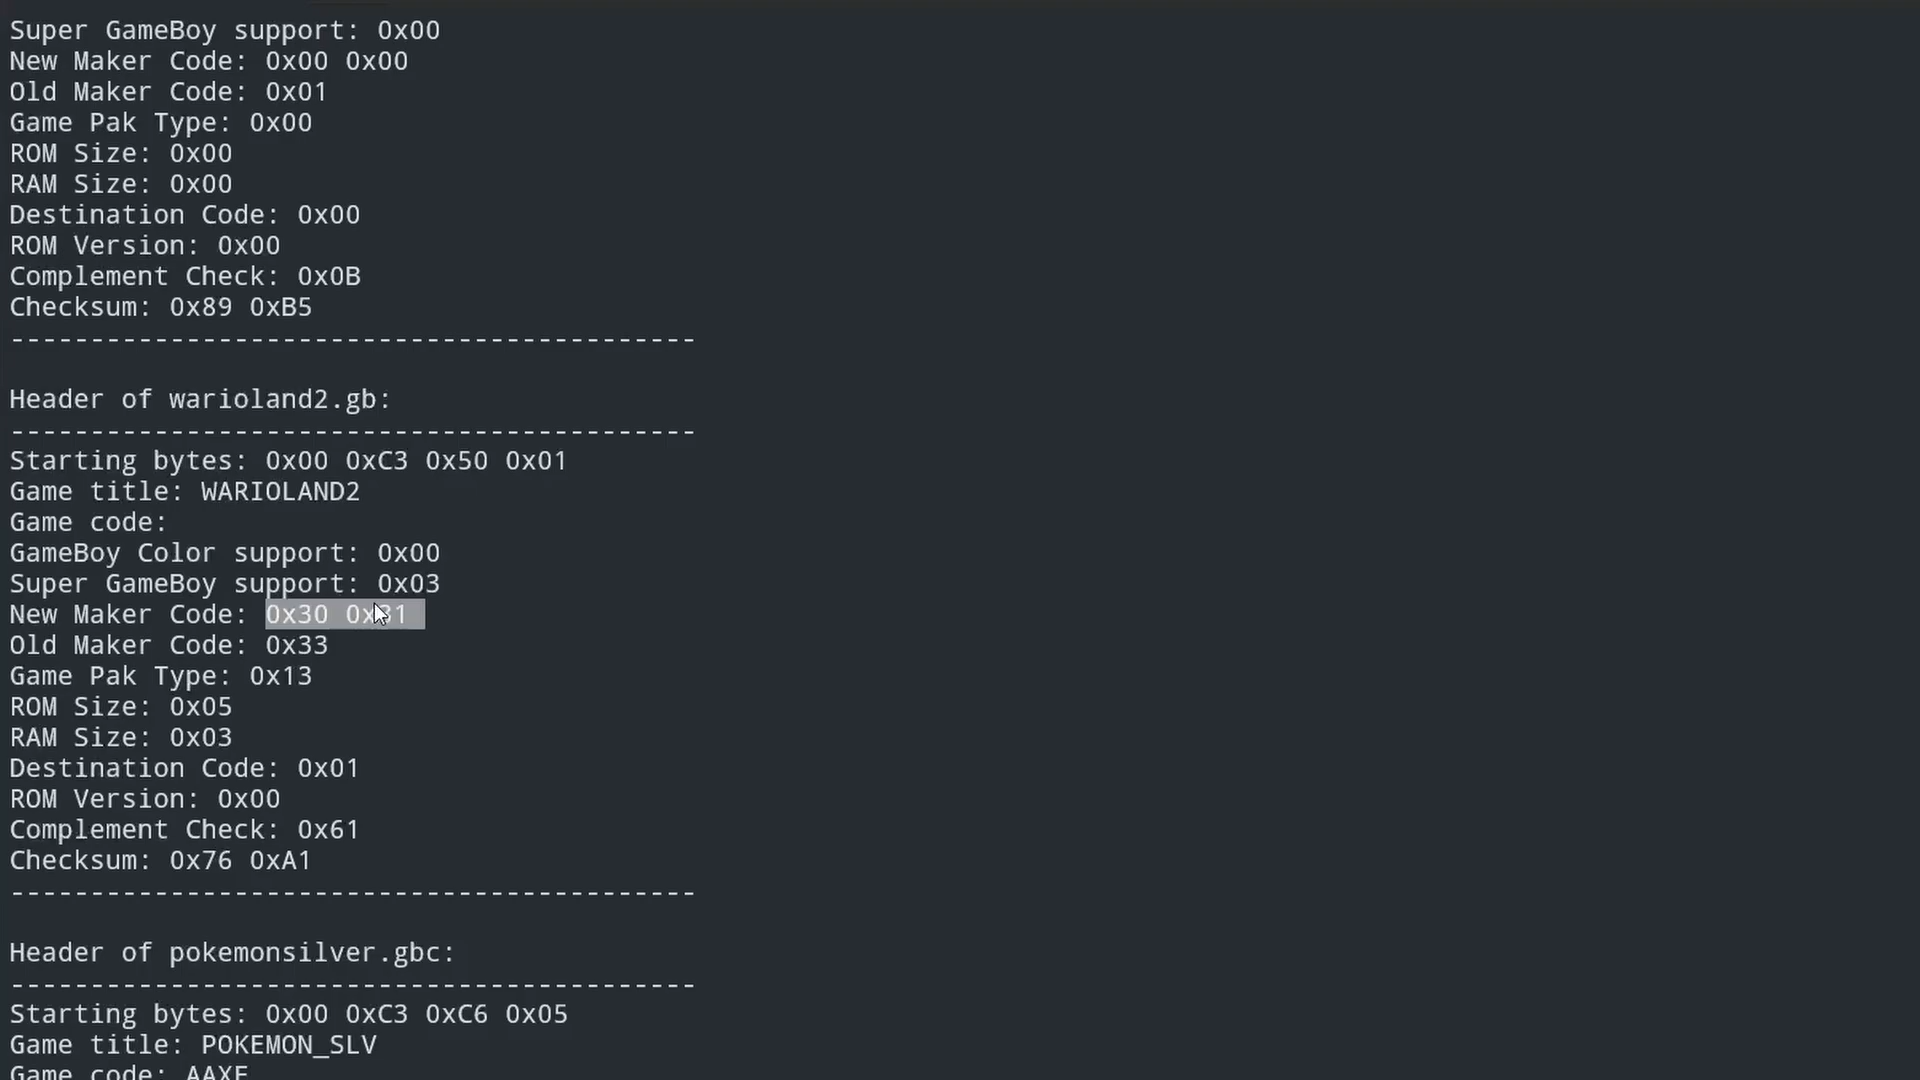 Super GameBoy support: 0x00
New Maker Code: 0x00 0x00
Old Maker Code: 0x01
Game Pak Type: 0x00
ROM Size: 0x00
RAM Size: 0x00
Destination Code: 0x00
ROM Version: 0x00
Complement Check: 0x0B
Checksum: 0x89 0xB5
-------------------------------------------
Header of warioland2.gb:
-------------------------------------------
Starting bytes: 0x00 0xC3 0x50 0x01
Game title: WARIOLAND2
Game code:
GameBoy Color support: 0x00
Super GameBoy support: 0x03
New Maker Code: 0x30 0x31
Old Maker Code: 0x33
Game Pak Type: 0x13
ROM Size: 0x05
RAM Size: 0x03
Destination Code: 0x01
ROM Version: 0x00
Complement Check: 0x61
Checksum: 0x76 0xA1
-------------------------------------------
Header of pokemonsilver.gbc:
-------------------------------------------
Starting bytes: 0x00 0xC3 0xC6 0x05
Game title: POKEMON_SLV
Game code: AAXE